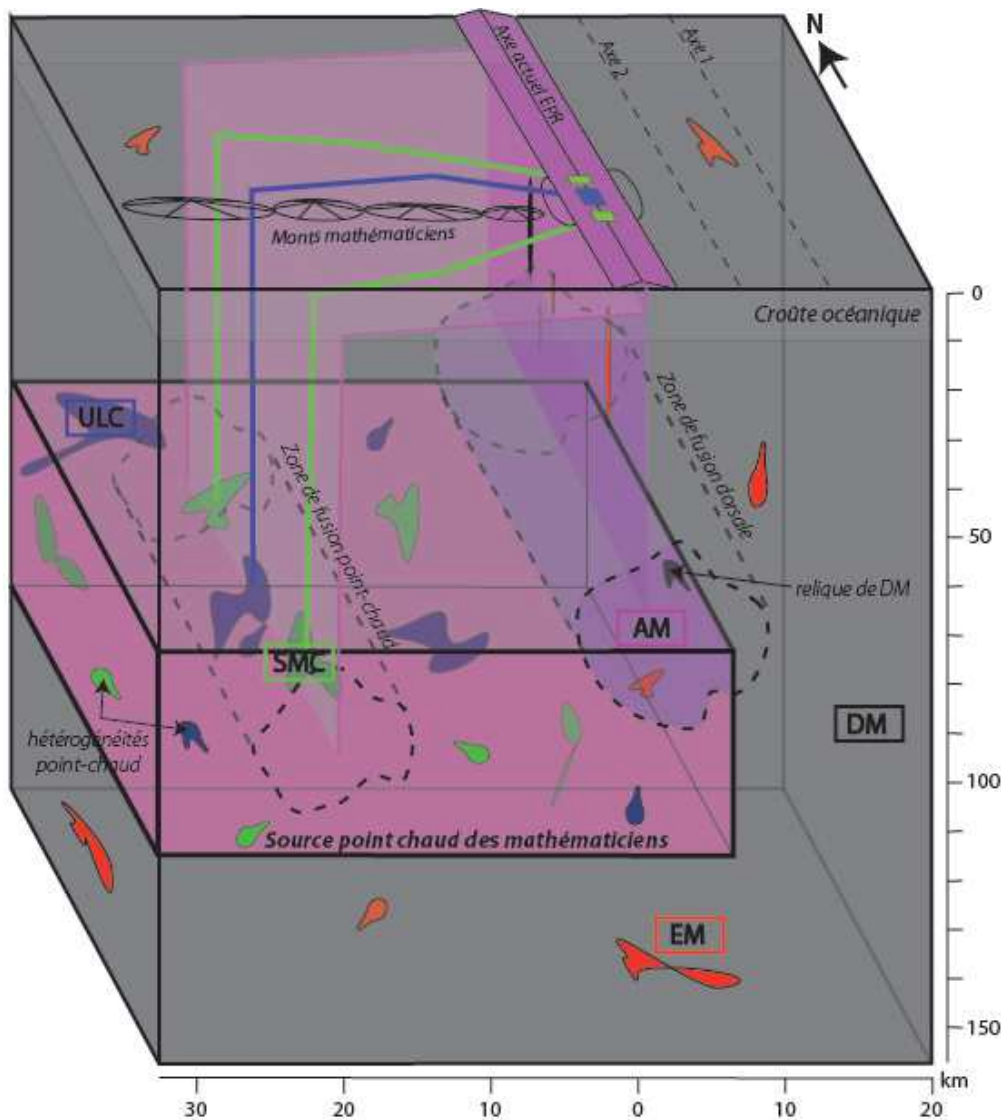 N
Axe 1
Axe 2
Axe actuel EPR
Monts mathématiciens
0
Croûte océanique
ULC
Zone de fusion point-chaud
Zone de fusion dorsale
50
relique de DM
AM
SMC
DM
hétérogénéités
point-chaud
100
Source point chaud des mathématiciens
EM
150
km
30
20
10
0
10
20